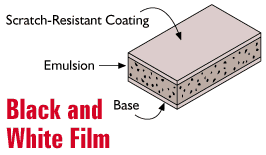 Scratch-Resistant Coating
Emulsion
Base
Black and
White Film